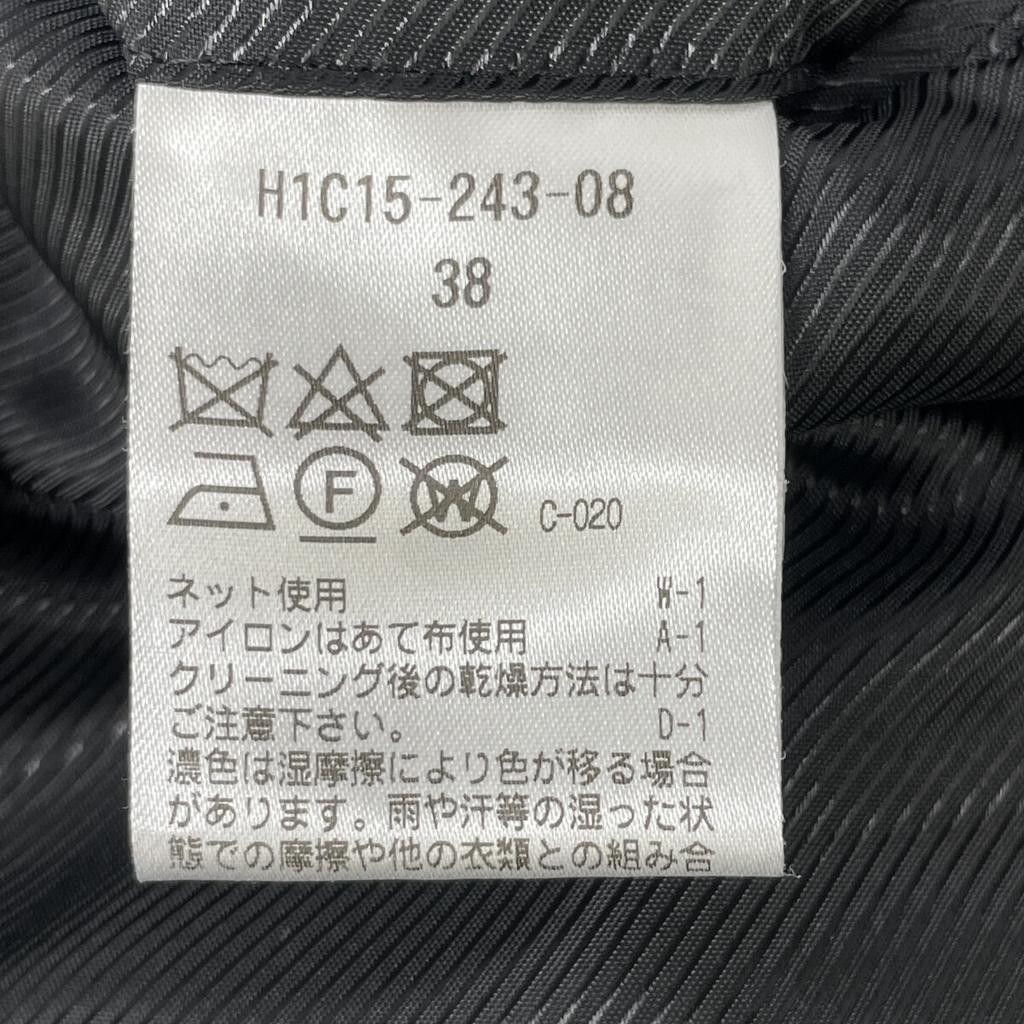 H1C15-243-08
38
F
W
C-020
ネット使用 W-1
アイロンはあて布使用 A-1
クリーニング後の乾燥方法は十分
ご注意下さい。 D-1
濃色は湿摩擦により色が移る場合
があります。雨や汗等の湿った状
態での摩擦や他の衣類との組み合